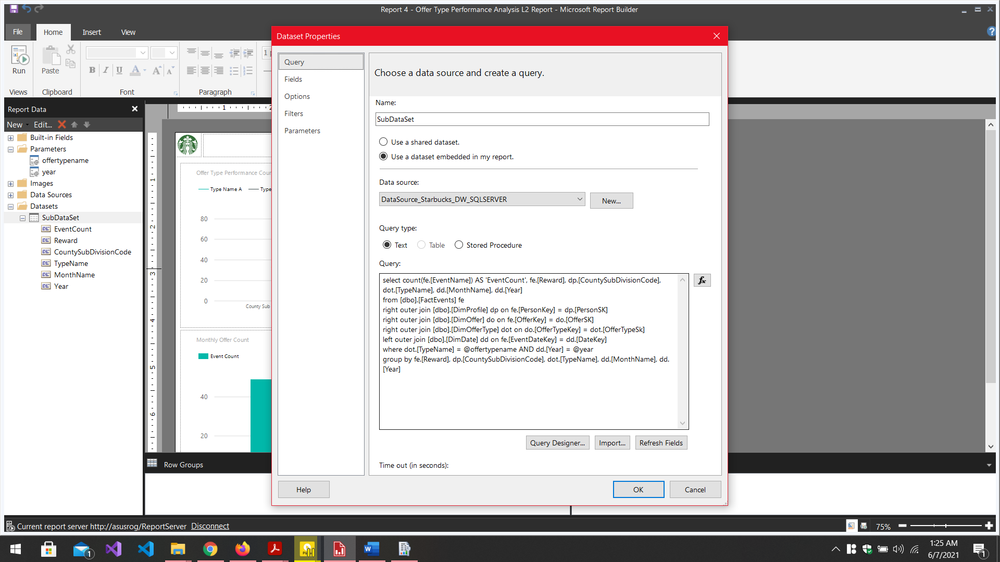 Report 4 - Offer Type Performance Analysis L2 Report - Microsoft Report Builder
File
Home
Insert
View
?
Run
Paste
B I U A A A
Views
Clipboard
Font
Paragraph
Report Data
New
Edit...
Built-in Fields
Parameters
offertypename
year
Images
Data Sources
Datasets
SubDataSet
EventCount
Reward
CountySubDivisionCode
TypeName
MonthName
Year
1
1
2
3
4
5
6
Offer Type Performance Coun
Type Name A
Type
80
60
40
20
0
County Sub
Monthly Offer Count
Event Count
40
20
Row Groups
Dataset Properties
Query
Fields
Options
Filters
Parameters
Choose a data source and create a query.
Name:
SubDataSet
Use a shared dataset.
Use a dataset embedded in my report.
Data source:
DataSource_Starbucks_DW_SQLSERVER
New...
Query type:
Text
Table
Stored Procedure
Query:
select count(fe.[EventName]) AS 'EventCount', fe.[Reward], dp.[CountySubDivisionCode],
dot.[TypeName], dd.[MonthName], dd.[Year]
from [dbo].[FactEvents] fe
right outer join [dbo].[DimProfile] dp on fe.[PersonKey] = dp.[PersonSK]
right outer join [dbo].[DimOffer] do on fe.[OfferKey] = do.[OfferSK]
right outer join [dbo].[DimOfferType] dot on do.[OfferTypeKey] = dot.[OfferTypeSk]
left outer join [dbo].[DimDate] dd on fe.[EventDateKey] = dd.[DateKey]
where dot.[TypeName] = @offertypename AND dd.[Year] = @year
group by fe.[Reward], dp.[CountySubDivisionCode], dot.[TypeName], dd.[MonthName], dd.
[Year]
fx
Query Designer...
Import...
Refresh Fields
Time out (in seconds):
Help
OK
Cancel
Current report server http://asusrog/ReportServer
Disconnect
75%
1
1:25 AM
6/7/2021
1